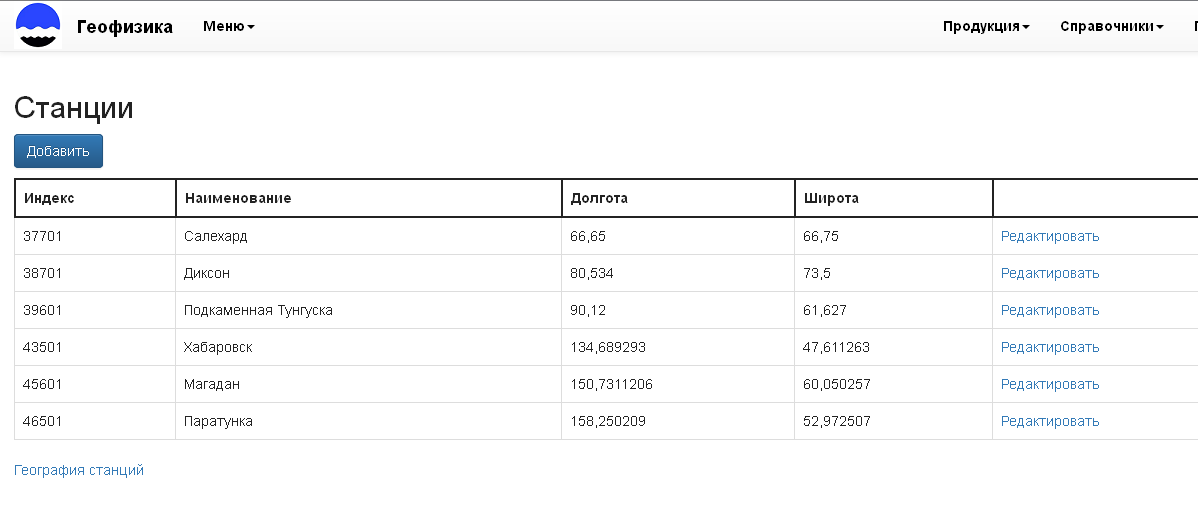 Геофизика Меню Продукция Справочники
Станции
Добавить
Индекс Наименование Долгота Широта
37701 Салехард 66,65 66,75 Редактировать
38701 Диксон 80,534 73,5 Редактировать
39601 Подкаменная Тунгуска 90,12 61,627 Редактировать
43501 Хабаровск 134,689293 47,611263 Редактировать
45601 Магадан 150,7311206 60,050257 Редактировать
46501 Паратунка 158,250209 52,972507 Редактировать
География станций